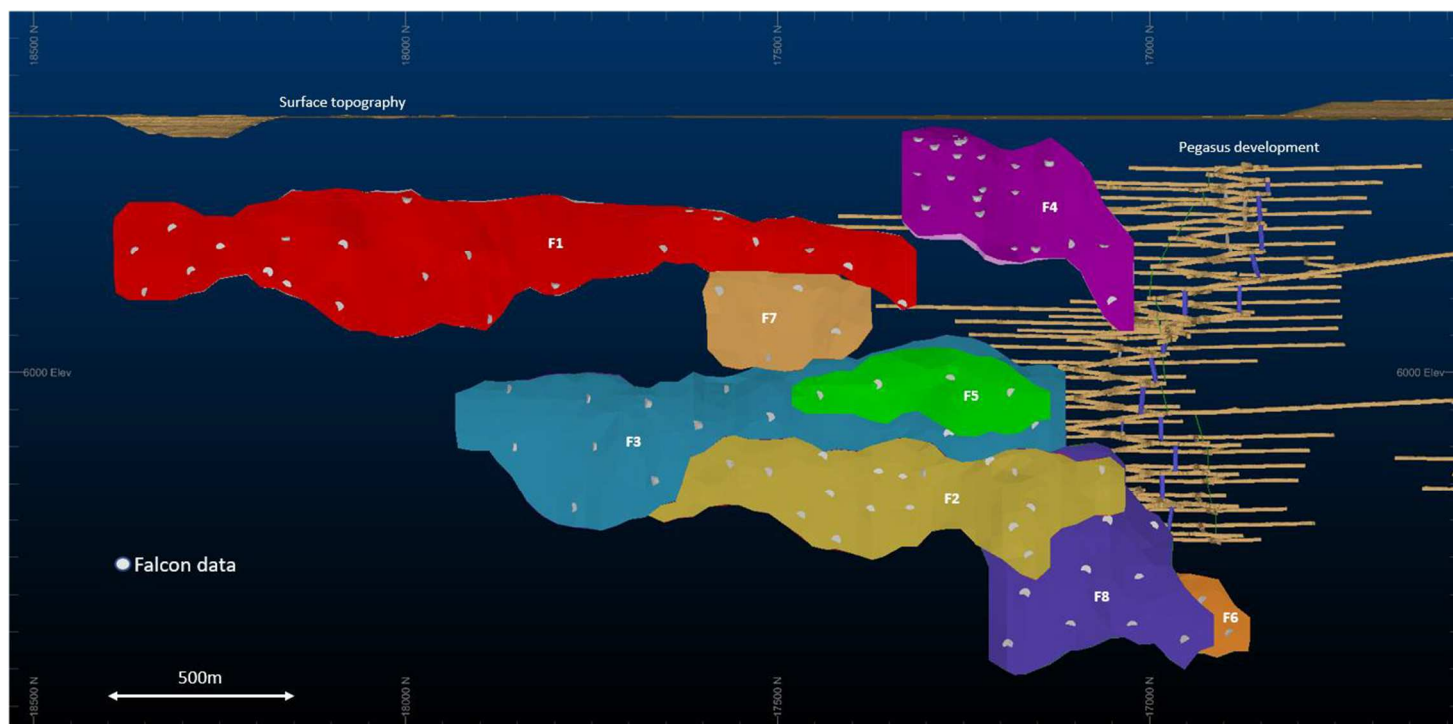 18500 N
18000 N
17500 N
17000 N
Surface topography
Pegasus development
F4
F1
F7
6000 Elev
6000 Elev
F5
F3
F2
Falcon data
F8
F6
500m
18500 N
18000 N
17500 N
17000 N